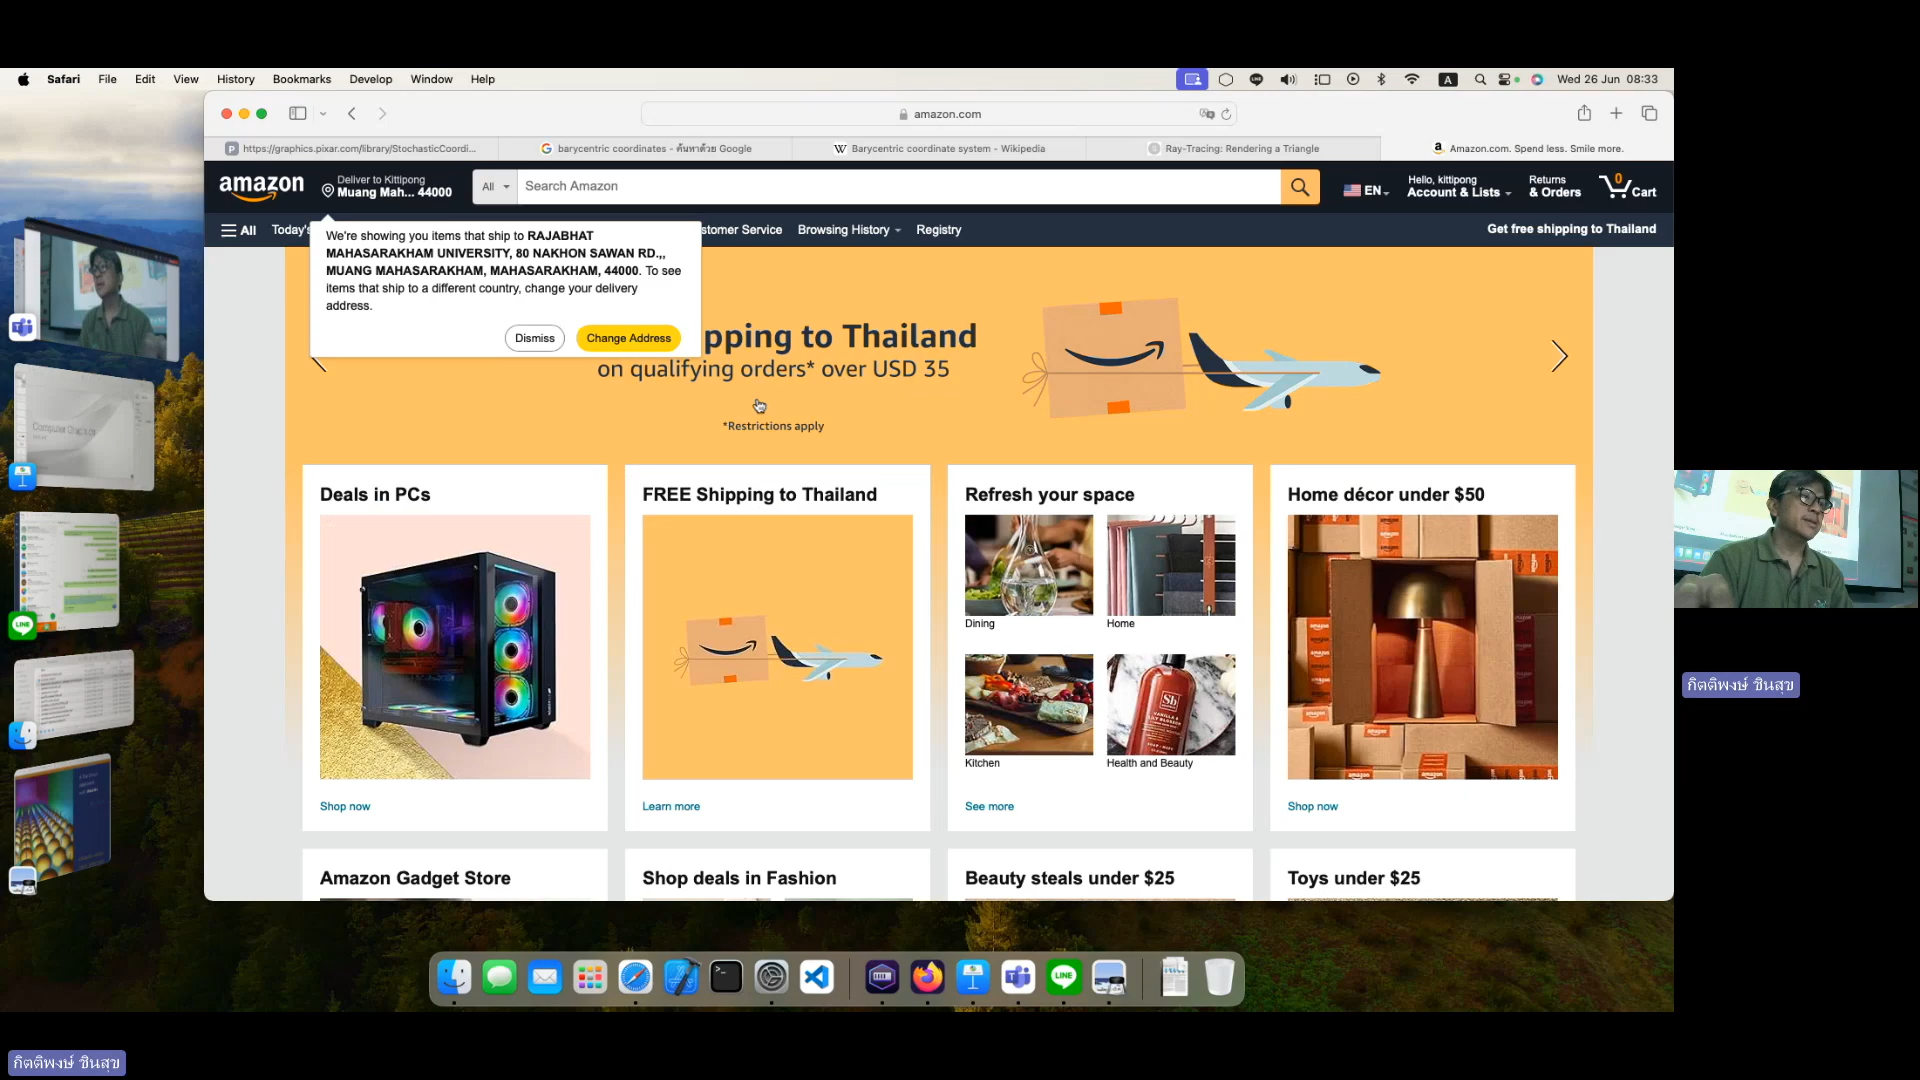 Safari File Edit View History Bookmarks Develop Window Help
A
Wed 26 Jun 08:33
amazon.com
P https://graphics.pixar.com/library/StochasticCoordi...
barycentric coordinates - ค้นหาด้วย Google
W Barycentric coordinate system - Wikipedia
S Ray-Tracing: Rendering a Triangle
a Amazon.com. Spend less. Smile more.
amazon
Deliver to Kittipong
Muang Mah... 44000
All
Search Amazon
EN
Hello, kittipong
Account & Lists
Returns
& Orders
0
Cart
All
Today's
stomer Service
Browsing History
Registry
Get free shipping to Thailand
We're showing you items that ship to RAJABHAT
MAHASARAKHAM UNIVERSITY, 80 NAKHON SAWAN RD.,,
MUANG MAHASARAKHAM, MAHASARAKHAM, 44000. To see
items that ship to a different country, change your delivery
address.
Dismiss
Change Address
pping to Thailand
on qualifying orders* over USD 35
*Restrictions apply
Deals in PCs
Shop now
FREE Shipping to Thailand
Learn more
Refresh your space
Dining
Home
Kitchen
Health and Beauty
See more
Home décor under $50
Shop now
Amazon Gadget Store
Shop deals in Fashion
Beauty steals under $25
Toys under $25
กิตติพงษ์ ชินสุข
กิตติพงษ์ ชินสุข